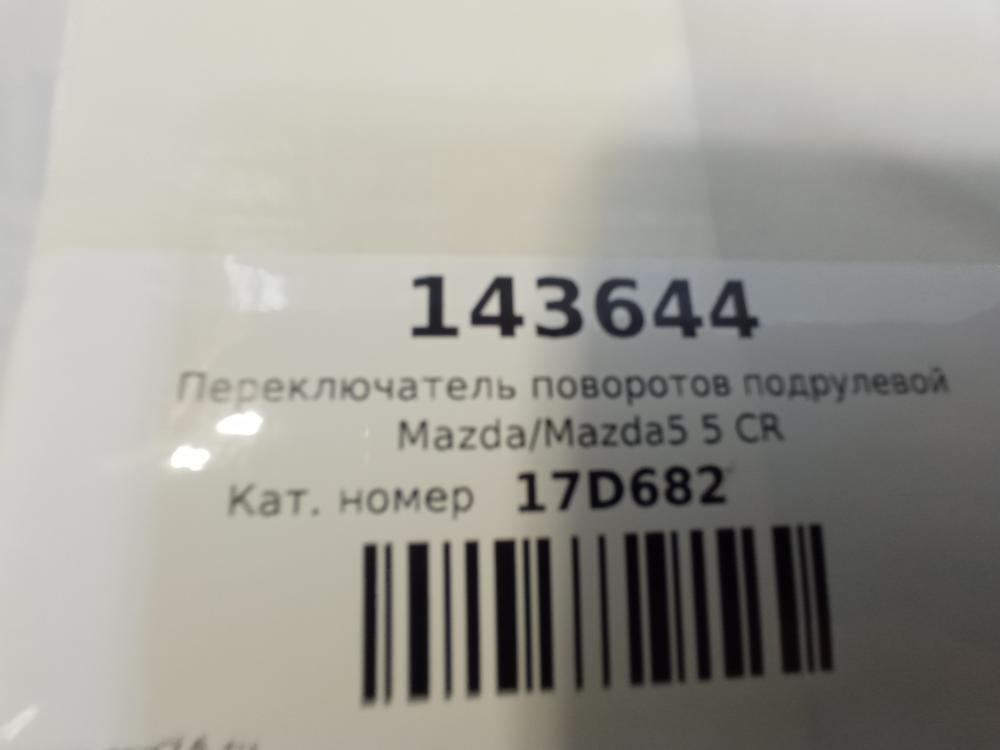 143644
Переключатель поворотов подрулевой
Mazda/Mazda5 5 CR
Кат. номер 17D682